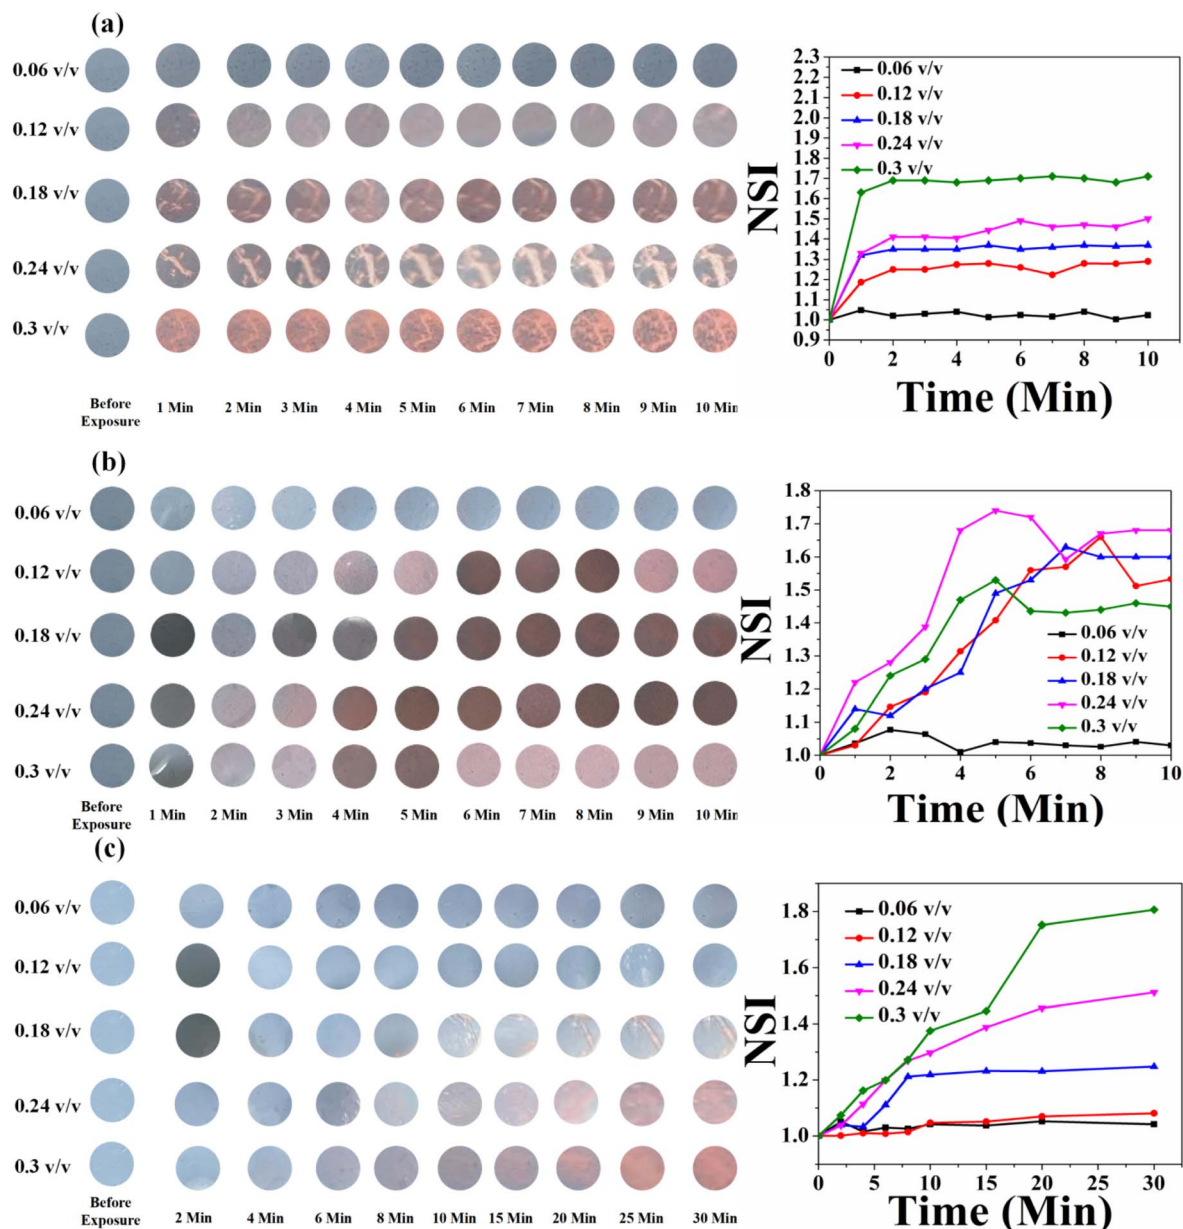 (a)
0.06 v/v
0.12 v/v
0.18 v/v
0.24 v/v
0.3 v/v
Before
Exposure
1 Min 2 Min 3 Min 4 Min 5 Min 6 Min 7 Min 8 Min 9 Min 10 Min
NSI
2.3
2.2
2.1
2.0
1.9
1.8
1.7
1.6
1.5
1.4
1.3
1.2
1.1
1.0
0.9
0.06 v/v
0.12 v/v
0.18 v/v
0.24 v/v
0.3 v/v
0 2 4 6 8 10
Time (Min)
(b)
0.06 v/v
0.12 v/v
0.18 v/v
0.24 v/v
0.3 v/v
Before
Exposure
1 Min 2 Min 3 Min 4 Min 5 Min 6 Min 7 Min 8 Min 9 Min 10 Min
NSI
1.8
1.7
1.6
1.5
1.4
1.3
1.2
1.1
1.0
0.06 v/v
0.12 v/v
0.18 v/v
0.24 v/v
0.3 v/v
0 2 4 6 8 10
Time (Min)
(c)
0.06 v/v
0.12 v/v
0.18 v/v
0.24 v/v
0.3 v/v
Before
Exposure
2 Min 4 Min 6 Min 8 Min 10 Min 15 Min 20 Min 25 Min 30 Min
NSI
1.8
1.6
1.4
1.2
1.0
0.06 v/v
0.12 v/v
0.18 v/v
0.24 v/v
0.3 v/v
0 5 10 15 20 25 30
Time (Min)